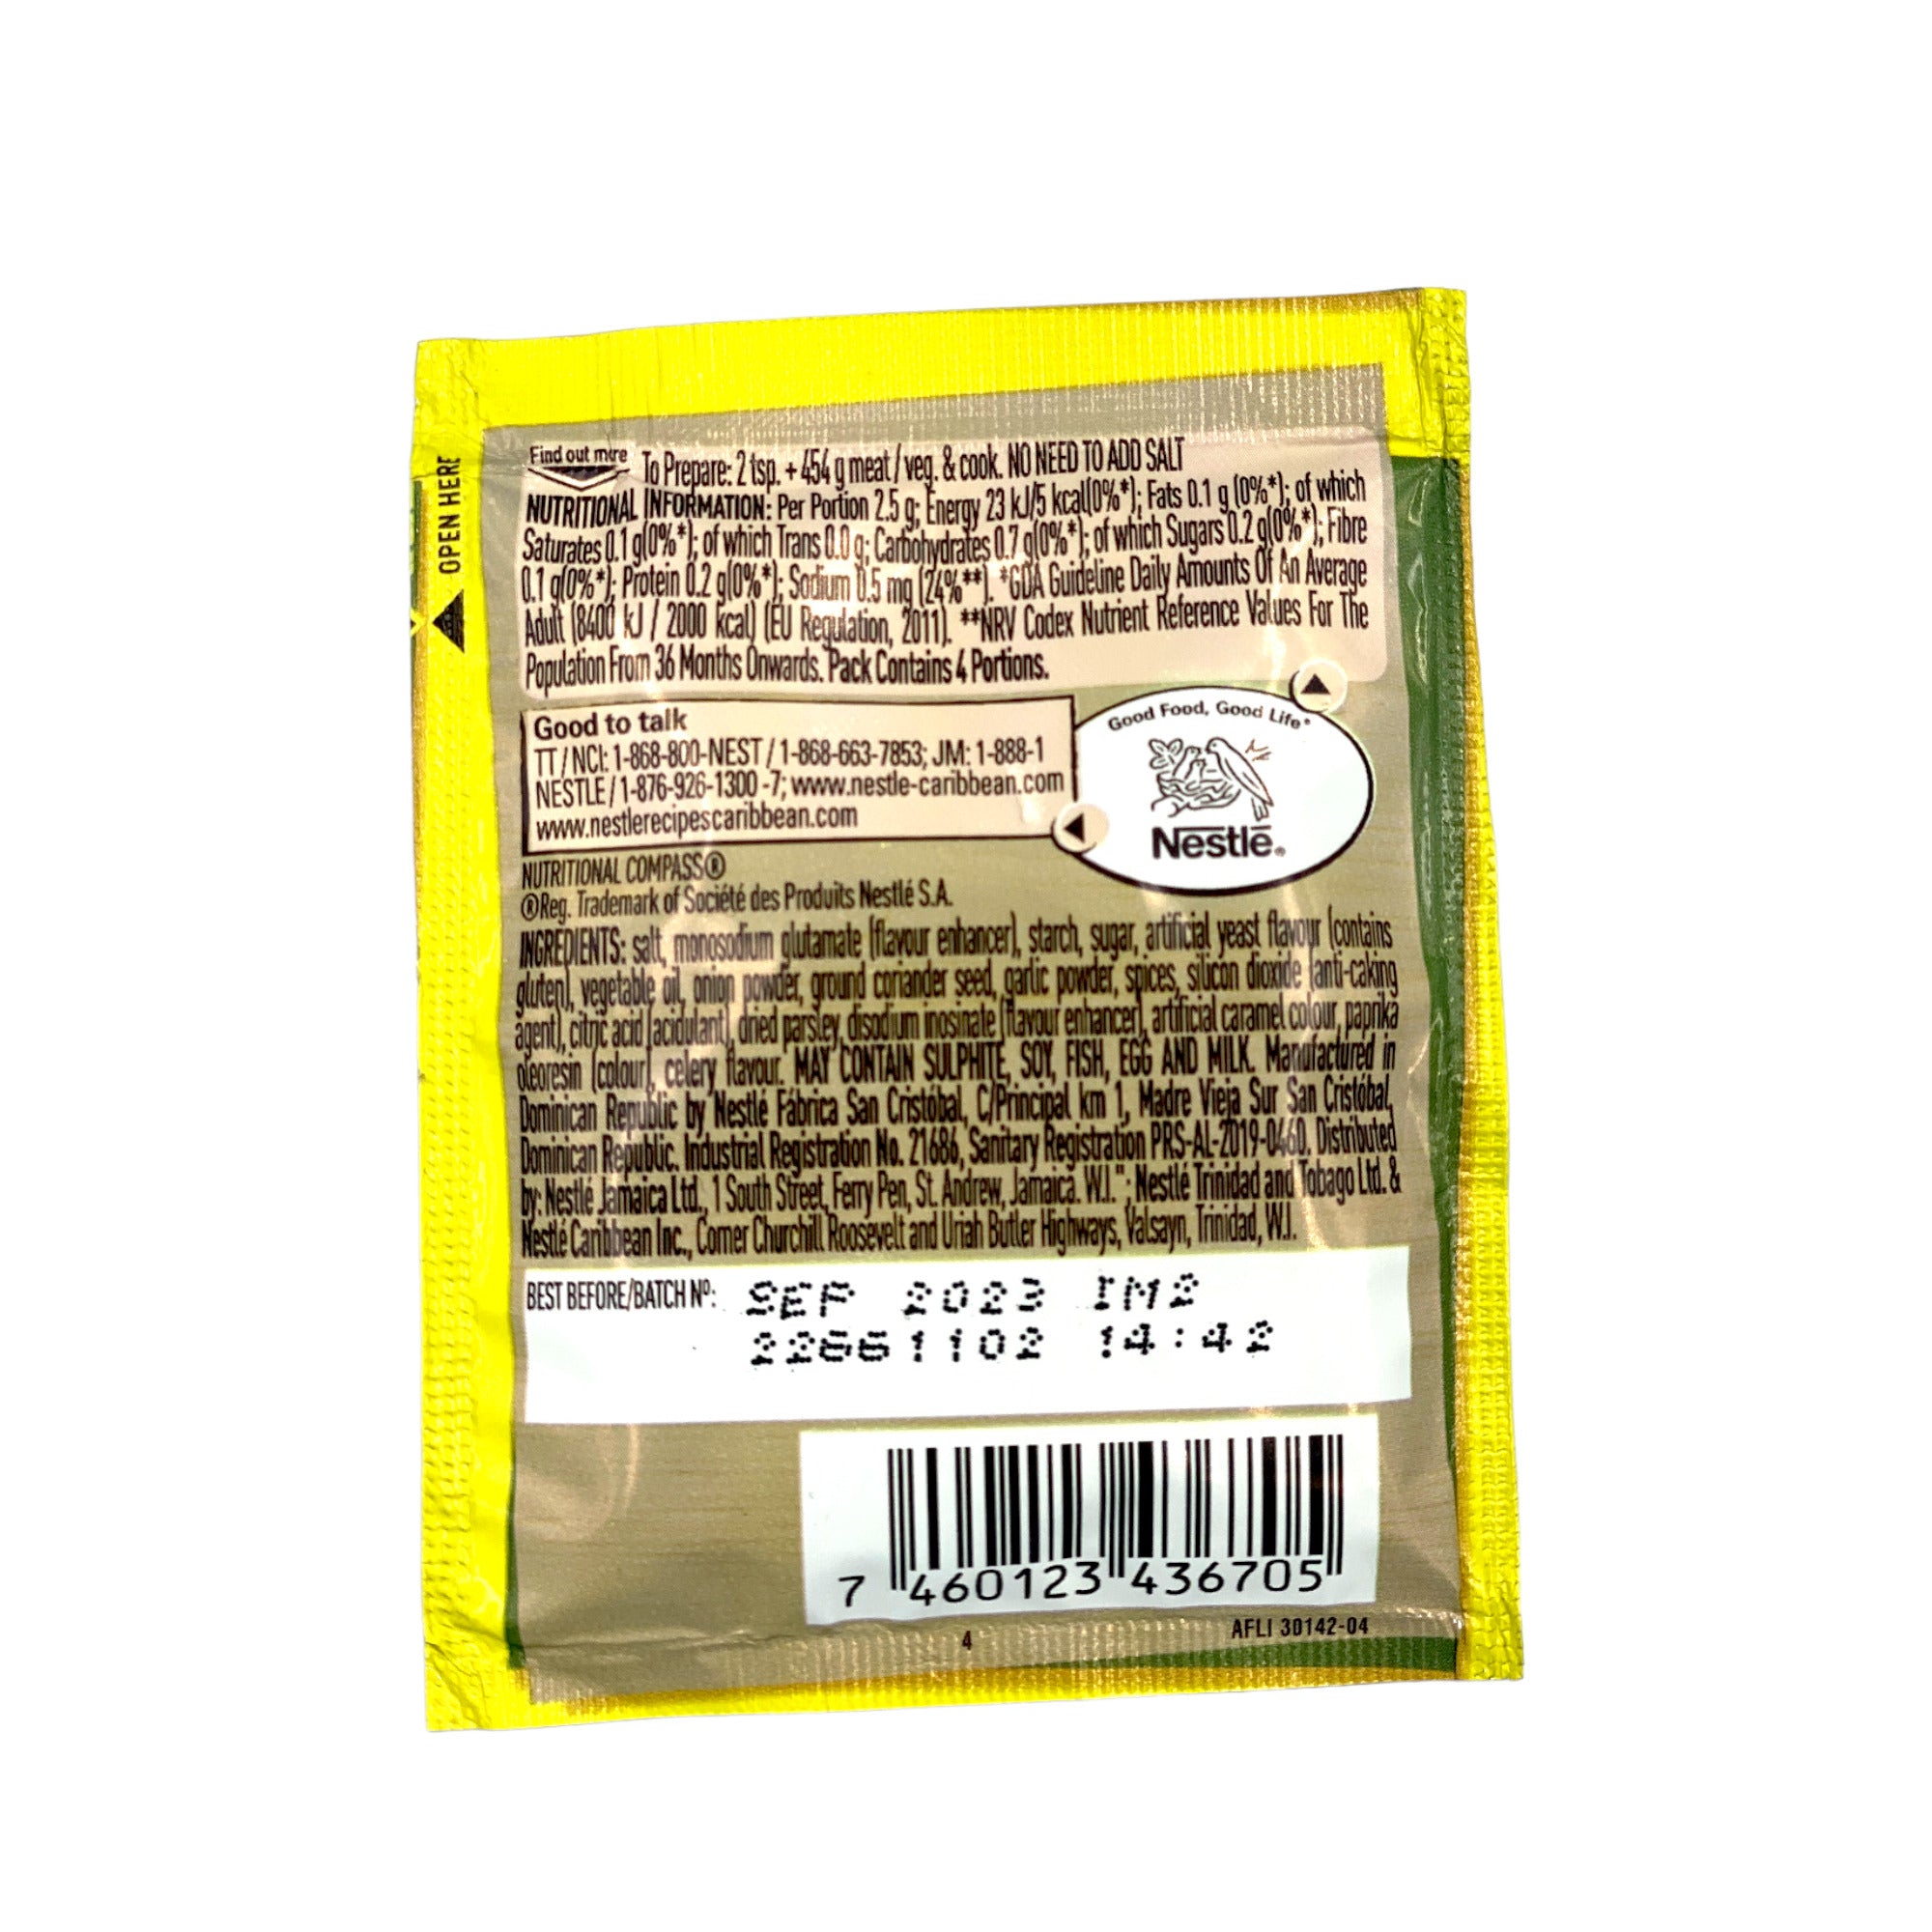 Find out more
To Prepare: 2 tsp. + 454 g meat / veg. & cook. NO NEED TO ADD SALT
NUTRITIONAL INFORMATION: Per Portion 2.5 g; Energy 23 kJ/5 kcal(0%*); Fats 0.1 g (0%*); of which
Saturates 0.1 g(0%*); of which Trans 0.0 g; Carbohydrates 0.7 g(0%*); of which Sugars 0.2 g(0%*); Fibre
0.1 g(0%*); Protein 0.2 g(0%*); Sodium 0.5 mg (24%**). *GDA Guideline Daily Amounts Of An Average
Adult (8400 kJ / 2000 kcal) (EU Regulation, 2011). **NRV Codex Nutrient Reference Values For The
Population From 36 Months Onwards. Pack Contains 4 Portions.
OPEN HERE
Good to talk
TT / NCI: 1-868-800-NEST / 1-868-663-7853; JM: 1-888-1
NESTLE / 1-876-926-1300 -7; www.nestle-caribbean.com
www.nestlerecipescaribbean.com
Good Food, Good Life®
Nestlé®
NUTRITIONAL COMPASS®
®Reg. Trademark of Société des Produits Nestlé S.A.
INGREDIENTS: salt, monosodium glutamate (flavour enhancer), starch, sugar, artificial yeast flavour (contains
gluten), vegetable oil, onion powder, ground coriander seed, garlic powder, spices, silicon dioxide (anti-caking
agent), citric acid (acidulant), dried parsley, disodium inosinate (flavour enhancer), artificial caramel colour, paprika
oleoresin (colour), celery flavour. MAY CONTAIN SULPHITE, SOY, FISH, EGG AND MILK. Manufactured in
Dominican Republic by Nestlé Fábrica San Cristóbal, C/Principal km 1, Madre Vieja Sur San Cristóbal,
Dominican Republic. Industrial Registration No. 21686, Sanitary Registration PRS-AL-2019-0460. Distributed
by: Nestlé Jamaica Ltd., 1 South Street, Ferry Pen, St. Andrew, Jamaica. W.I."; Nestlé Trinidad and Tobago Ltd. &
Nestlé Caribbean Inc., Corner Churchill Roosevelt and Uriah Butler Highways, Valsayn, Trinidad, W.I.
BEST BEFORE/BATCH Nº: SEP 2023 IM2
22661102 14:42
7 460123 436705
4
AFLI 30142-04